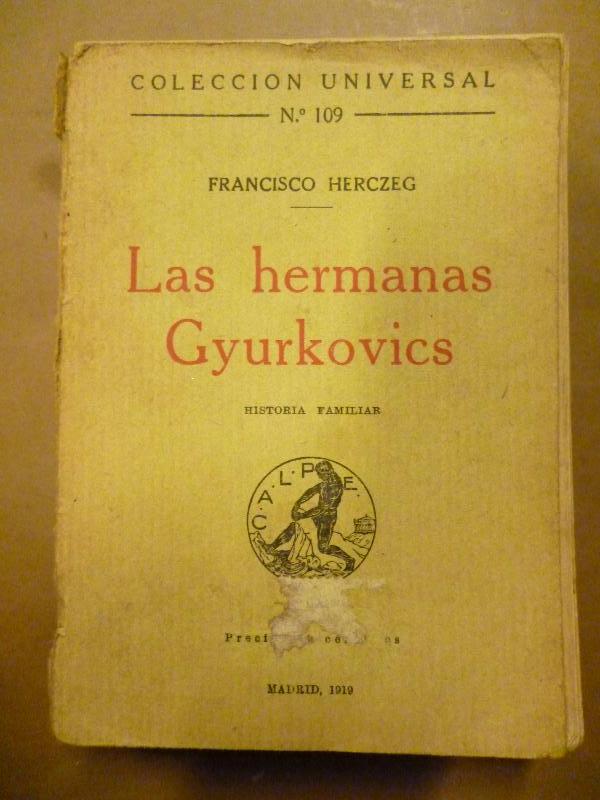 COLECCION UNIVERSAL
N.º 109
FRANCISCO HERCZEG
Las hermanas
Gyurkovics
HISTORIA FAMILIAR
C.A.L.P.E.
MADRID, 1919